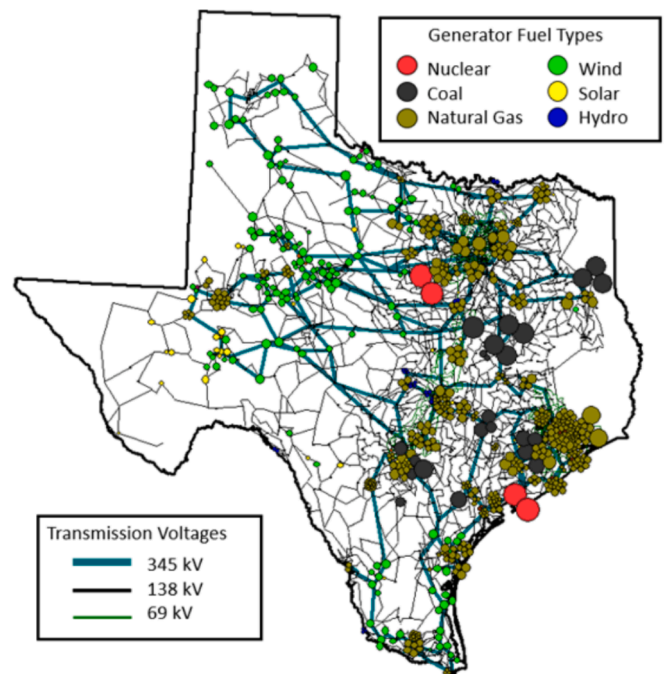 Generator Fuel Types
Nuclear
Wind
Coal
Solar
Natural Gas
Hydro
Transmission Voltages
345 kV
138 kV
69 kV